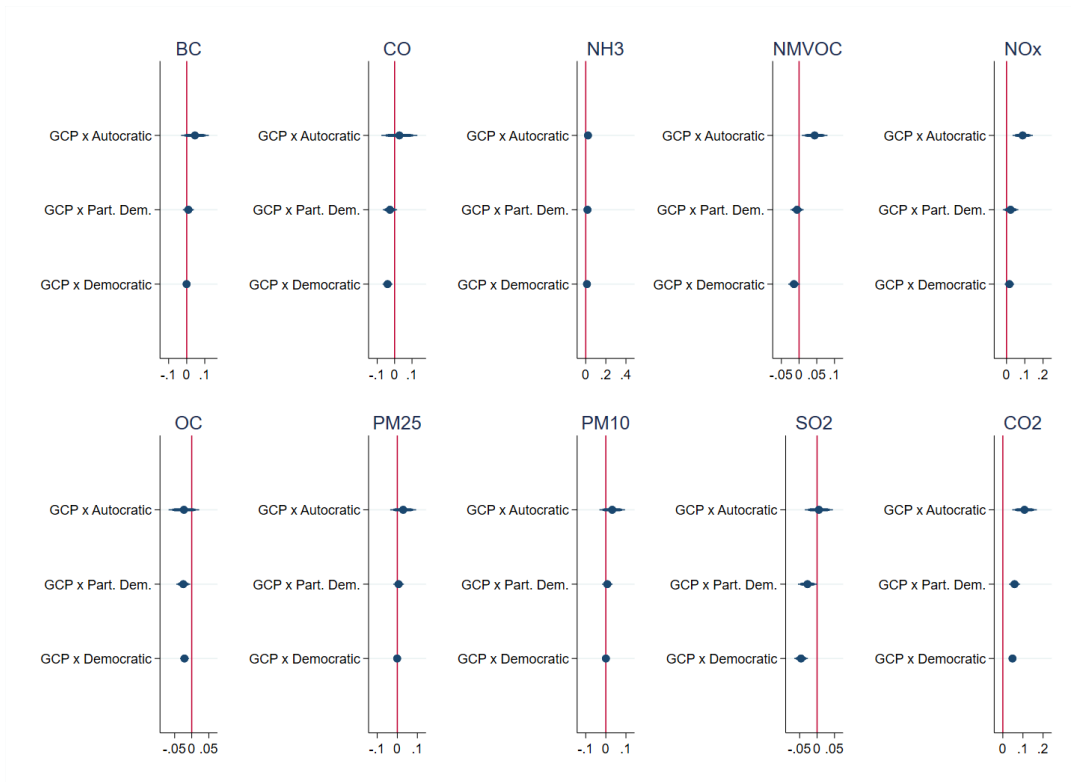 BC CO NH3 NMVOC NOx
GCP x Autocratic GCP x Autocratic GCP x Autocratic GCP x Autocratic GCP x Autocratic
GCP x Part. Dem. GCP x Part. Dem. GCP x Part. Dem. GCP x Part. Dem. GCP x Part. Dem.
GCP x Democratic GCP x Democratic GCP x Democratic GCP x Democratic GCP x Democratic
-.1 0 .1 -.1 0 .1 0 .2 .4 -.05 0 .05 .1 0 .1 .2
OC PM25 PM10 SO2 CO2
GCP x Autocratic GCP x Autocratic GCP x Autocratic GCP x Autocratic GCP x Autocratic
GCP x Part. Dem. GCP x Part. Dem. GCP x Part. Dem. GCP x Part. Dem. GCP x Part. Dem.
GCP x Democratic GCP x Democratic GCP x Democratic GCP x Democratic GCP x Democratic
-.05 0 .05 -.1 0 .1 -.1 0 .1 -.05 0 .05 0 .1 .2